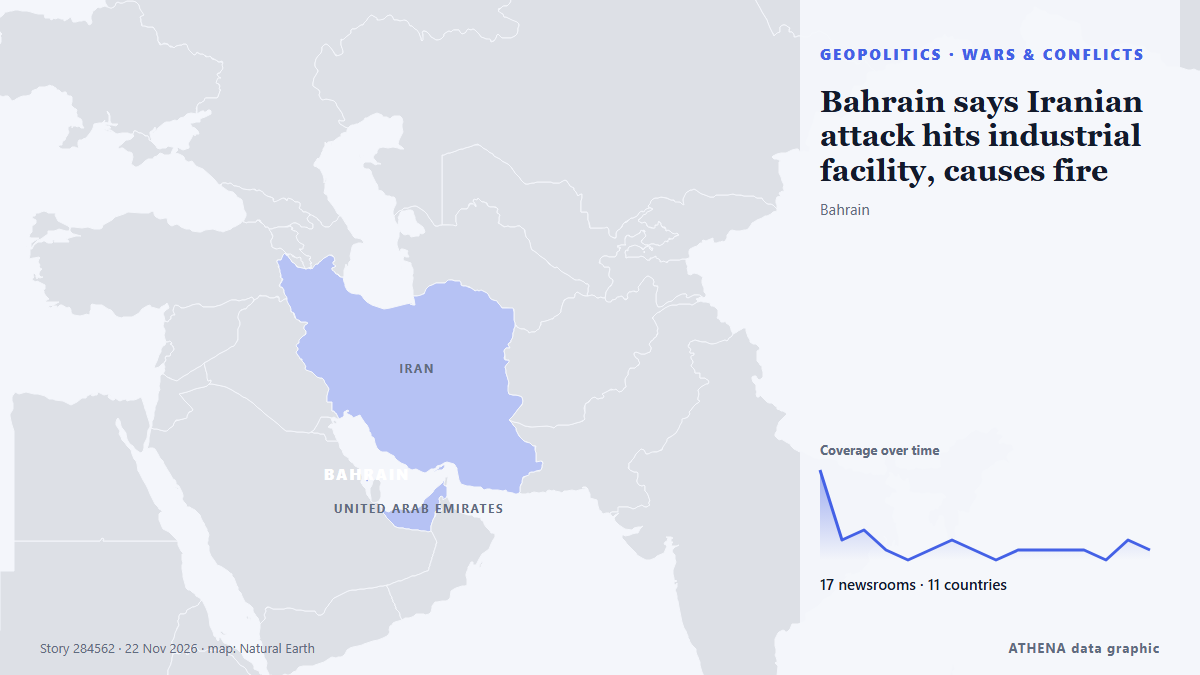 GEOPOLITICS · WARS & CONFLICTS
Bahrain says Iranian
attack hits industrial
facility, causes fire
Bahrain
IRAN
BAHRAIN
UNITED ARAB EMIRATES
Coverage over time
17 newsrooms · 11 countries
Story 284562 · 22 Nov 2026 · map: Natural Earth
ATHENA data graphic